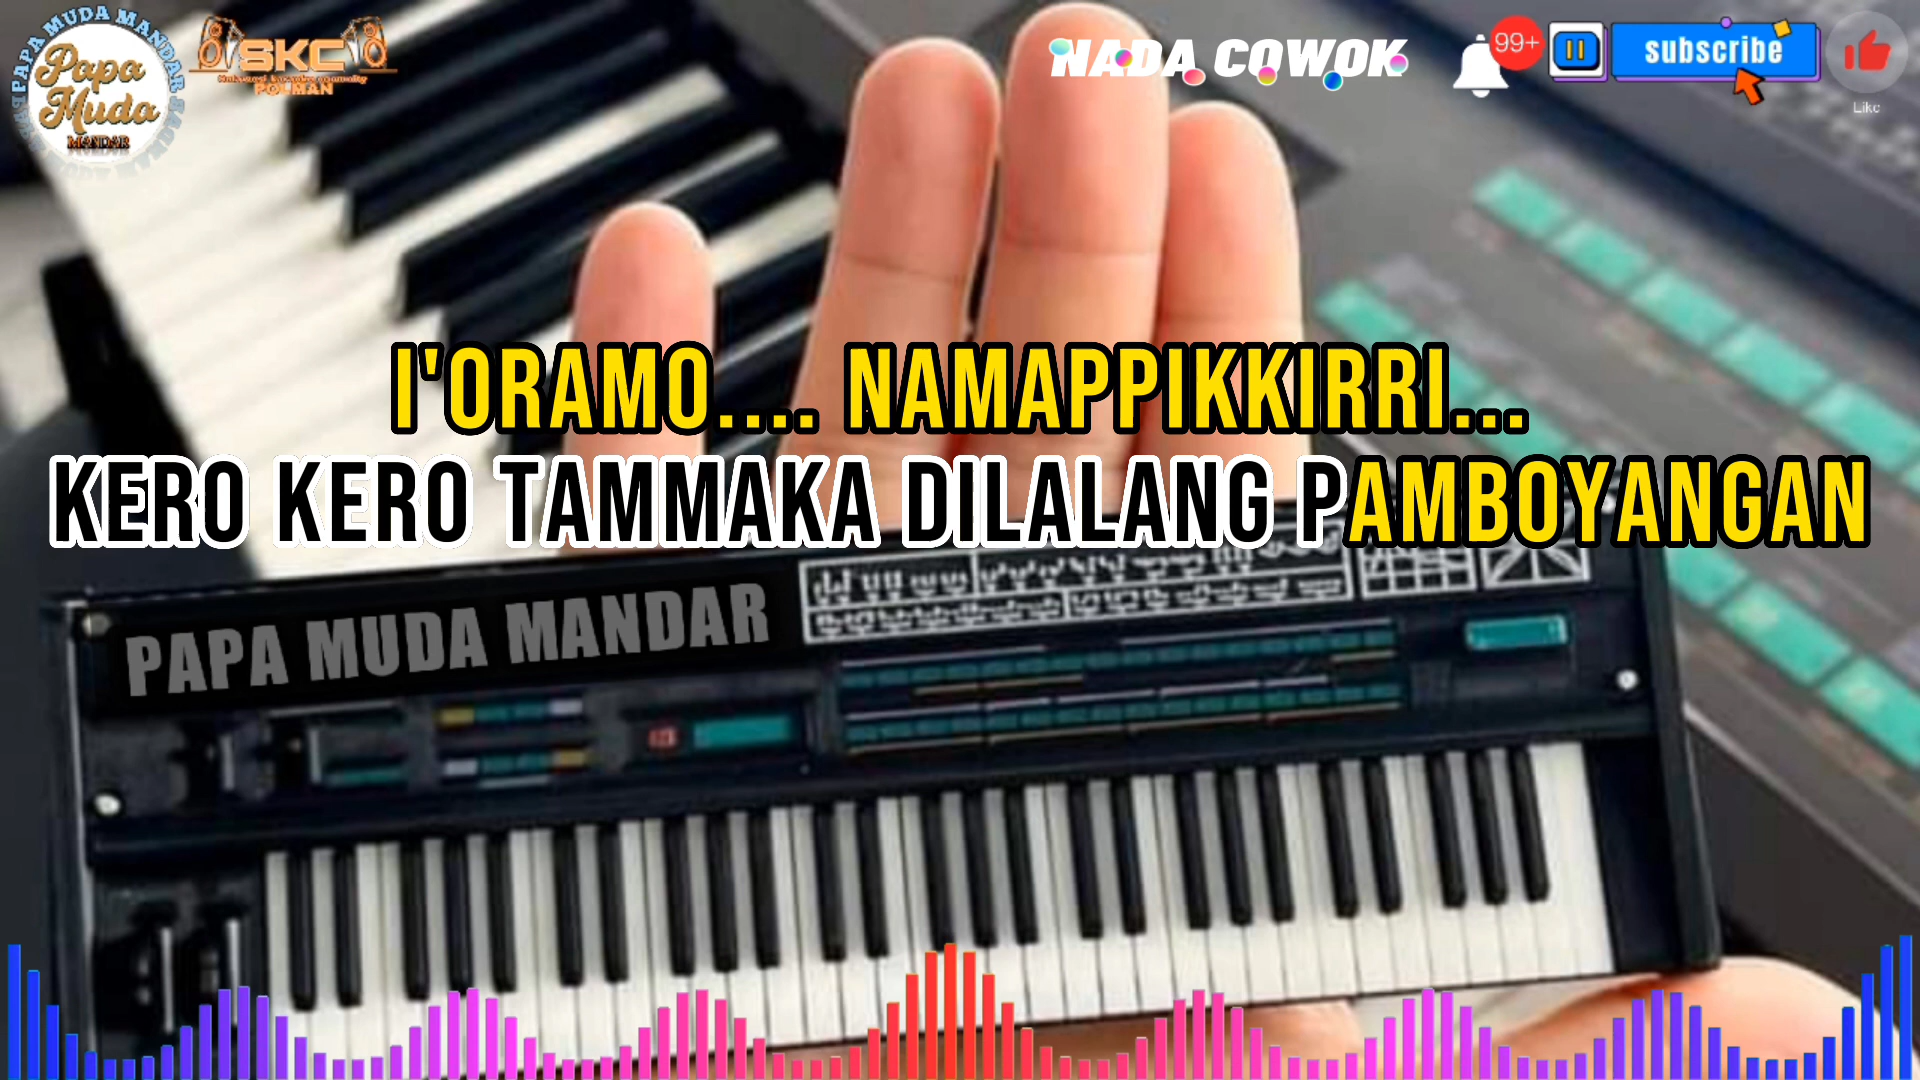 PAPA MUDA MANDAR
Papa
Muda
MANDAR
SKC
POLMAN
NADA COWOK
99+
subscribe
Like
I'ORAMO.... NAMAPPIKKIRRI...
KERO KERO TAMMAKA DILALANG PAMBOYANGAN
PAPA MUDA MANDAR